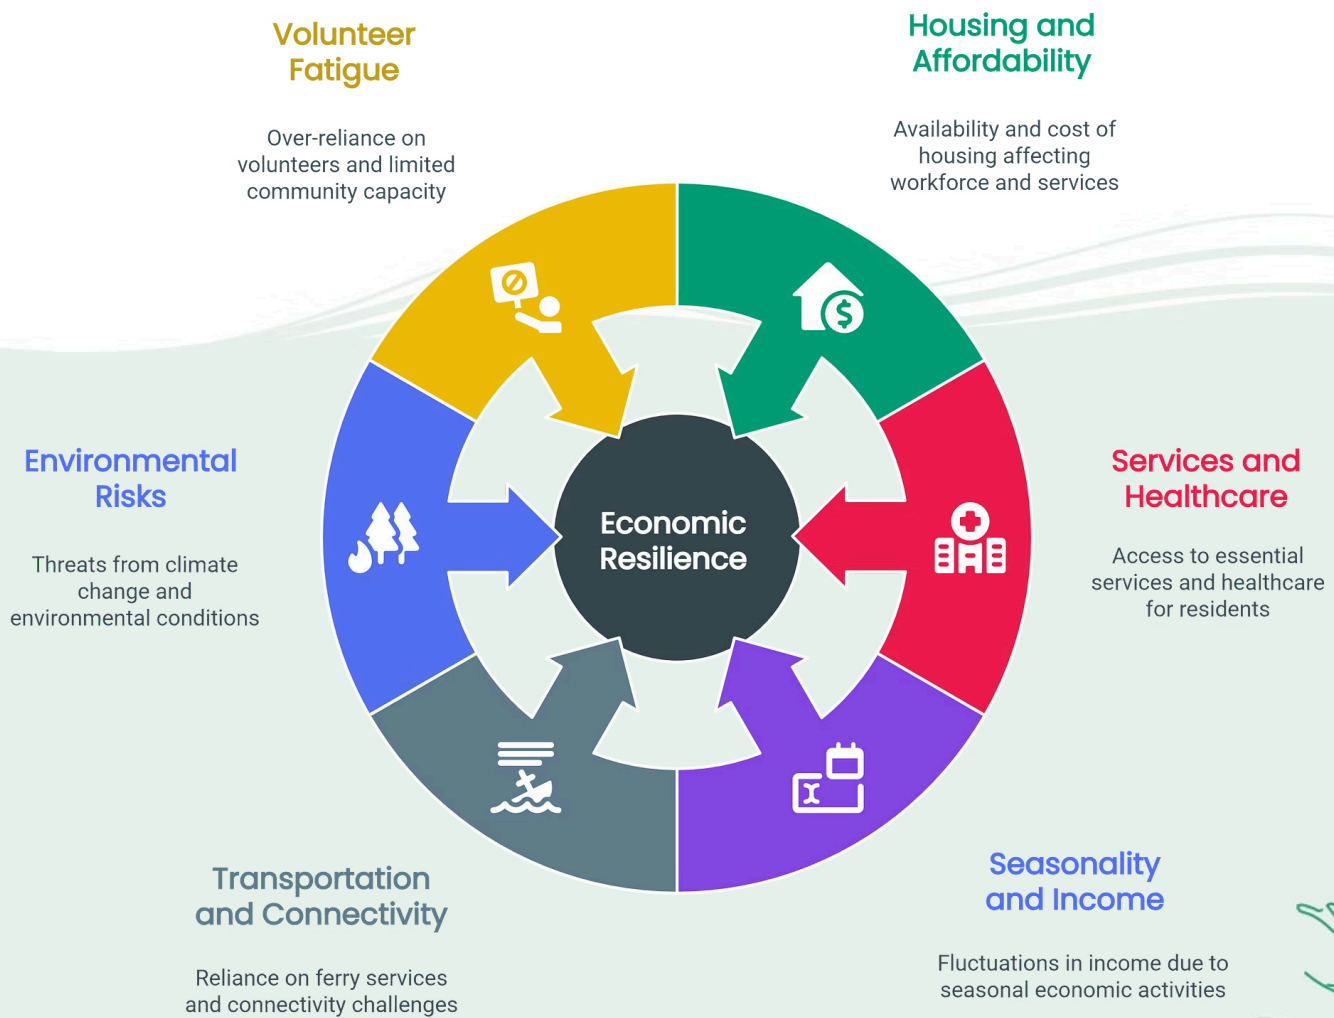 Volunteer
Fatigue
Over-reliance on
volunteers and limited
community capacity
Housing and
Affordability
Availability and cost of
housing affecting
workforce and services
Environmental
Risks
Threats from climate
change and
environmental conditions
Economic
Resilience
Services and
Healthcare
Access to essential
services and healthcare
for residents
Transportation
and Connectivity
Reliance on ferry services
and connectivity challenges
Seasonality
and Income
Fluctuations in income due to
seasonal economic activities